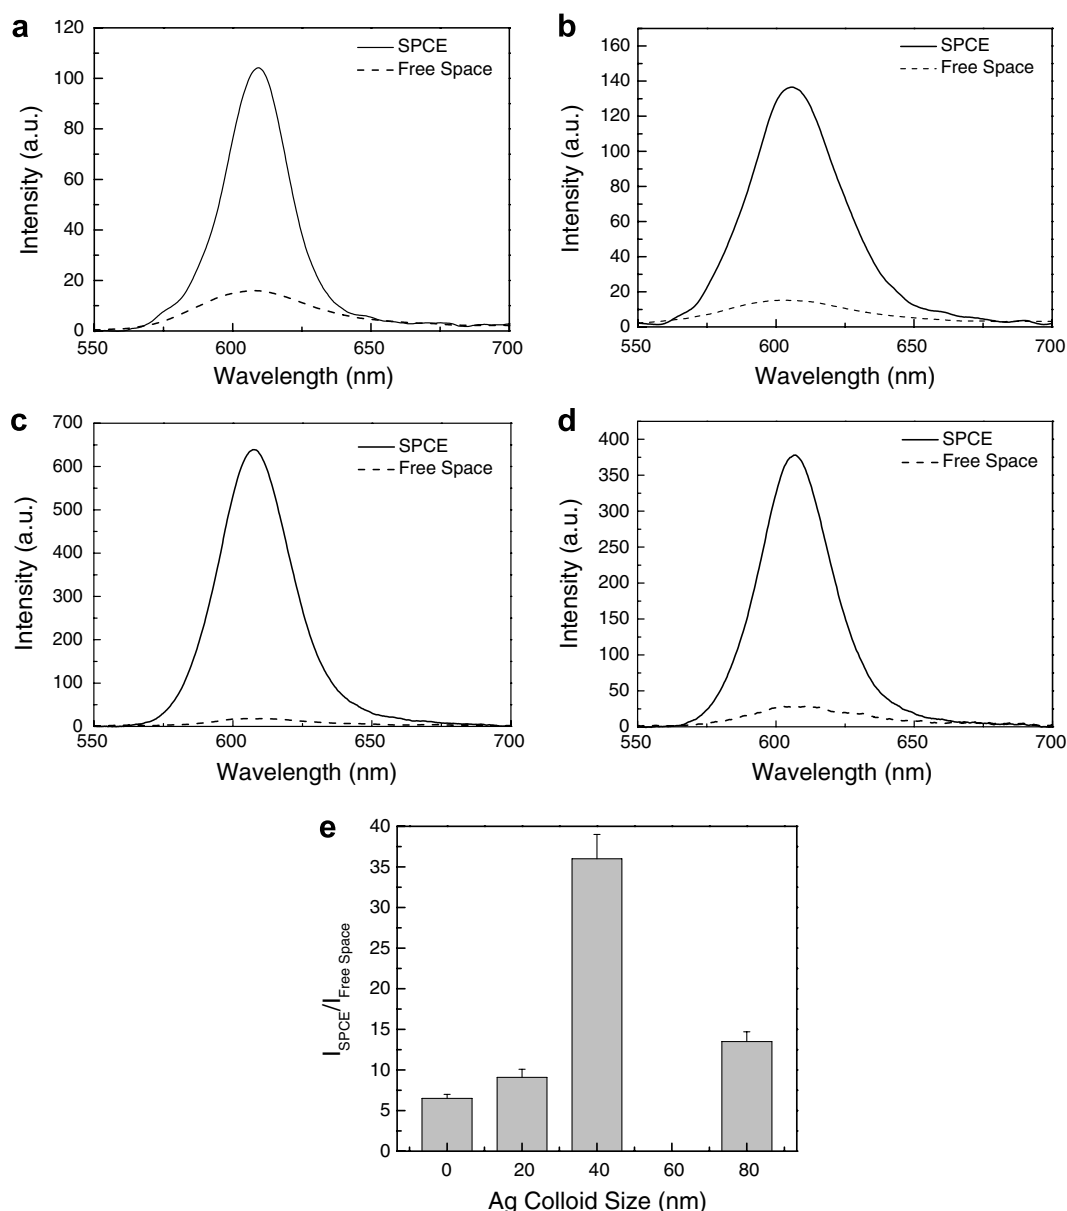 a
120
100
80
60
40
20
0
Intensity (a.u.)
SPCE
Free Space
550
600
650
700
Wavelength (nm)
b
160
140
120
100
80
60
40
20
0
Intensity (a.u.)
SPCE
Free Space
550
600
650
700
Wavelength (nm)
c
700
600
500
400
300
200
100
0
Intensity (a.u.)
SPCE
Free Space
550
600
650
700
Wavelength (nm)
d
400
350
300
250
200
150
100
50
0
Intensity (a.u.)
SPCE
Free Space
550
600
650
700
Wavelength (nm)
e
40
35
30
25
20
15
10
5
0
I_SPCE/I_Free Space
0
20
40
60
80
Ag Colloid Size (nm)